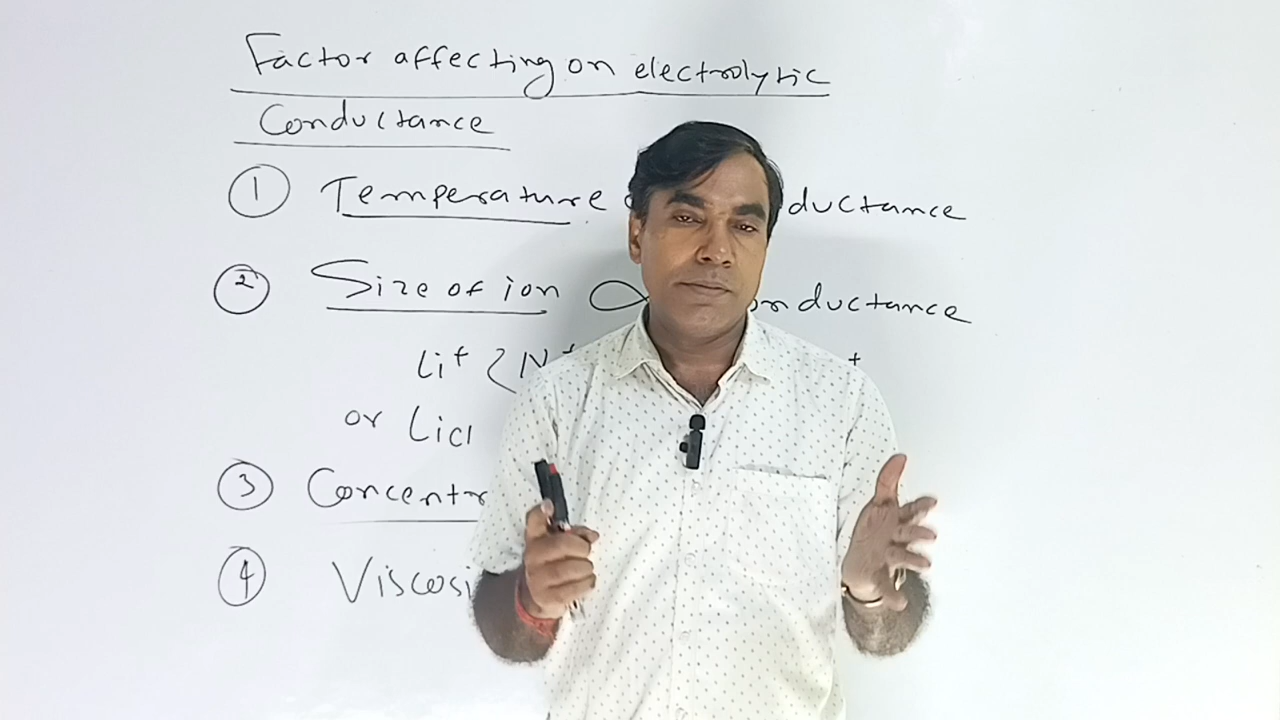 Factor affecting on electrolytic
Conductance
① Temperature ductance
② Size of ion ∝ onductance
Li⁺ < N ⁺
or LiCl
③ Concentr
④ Viscosi